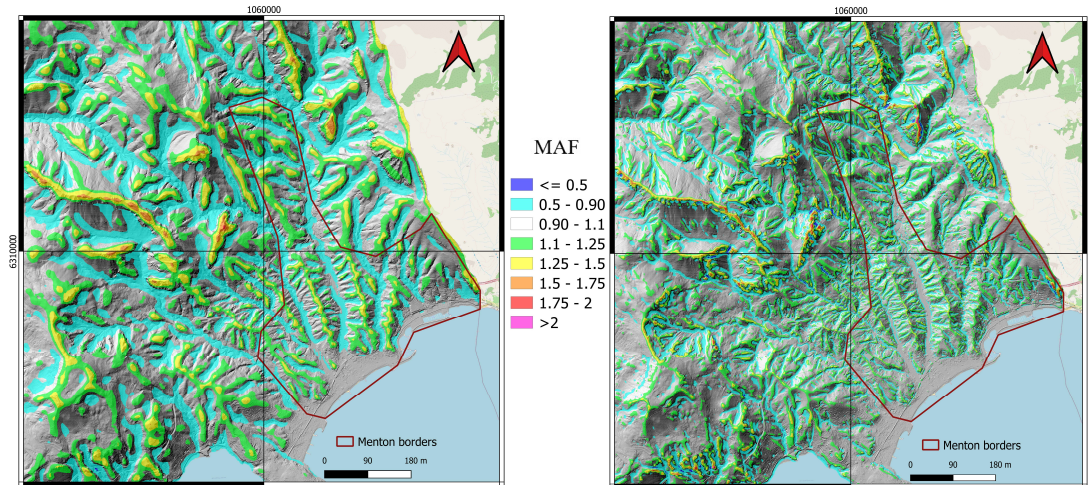 1060000
1060000
6310000
MAF
<= 0.5
0.5 - 0.90
0.90 - 1.1
1.1 - 1.25
1.25 - 1.5
1.5 - 1.75
1.75 - 2
>2
Menton borders
0 90 180 m
Menton borders
0 90 180 m